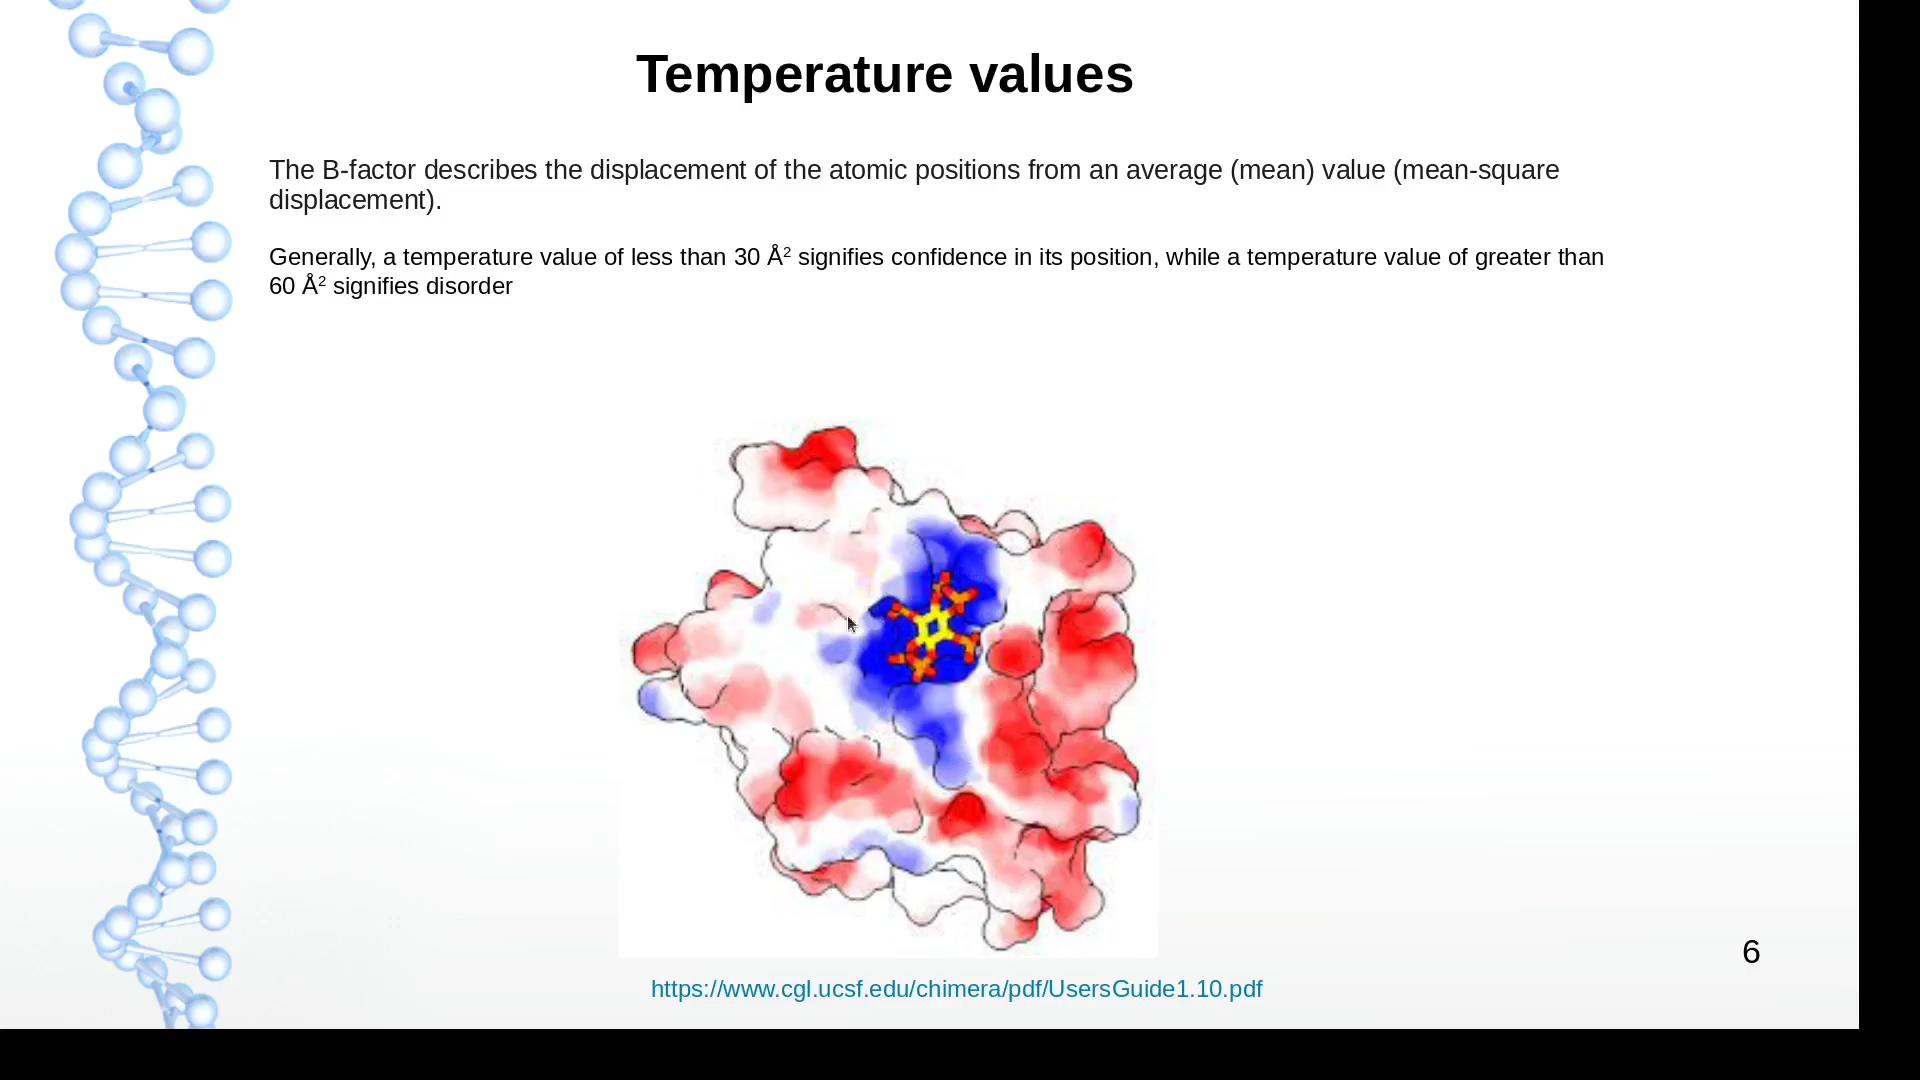 Temperature values
The B-factor describes the displacement of the atomic positions from an average (mean) value (mean-square
displacement).
Generally, a temperature value of less than 30 Å² signifies confidence in its position, while a temperature value of greater than
60 Å² signifies disorder
6
https://www.cgl.ucsf.edu/chimera/pdf/UsersGuide1.10.pdf